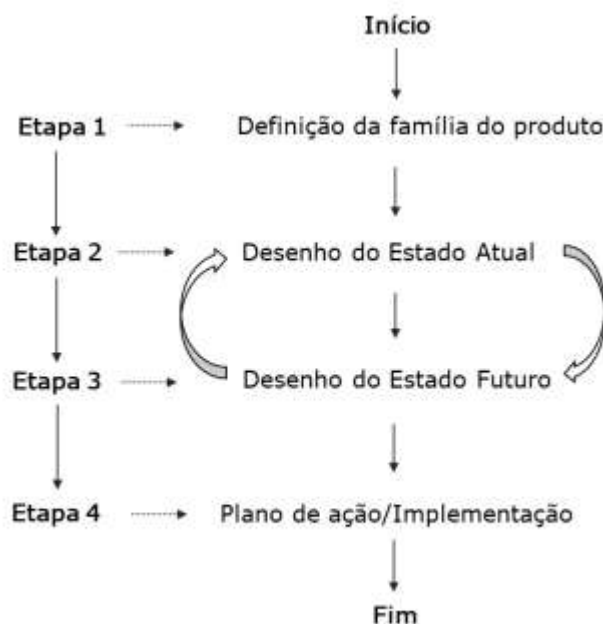 Início
Etapa 1 Definição da família do produto
Etapa 2 Desenho do Estado Atual
Etapa 3 Desenho do Estado Futuro
Etapa 4 Plano de ação/Implementação
Fim